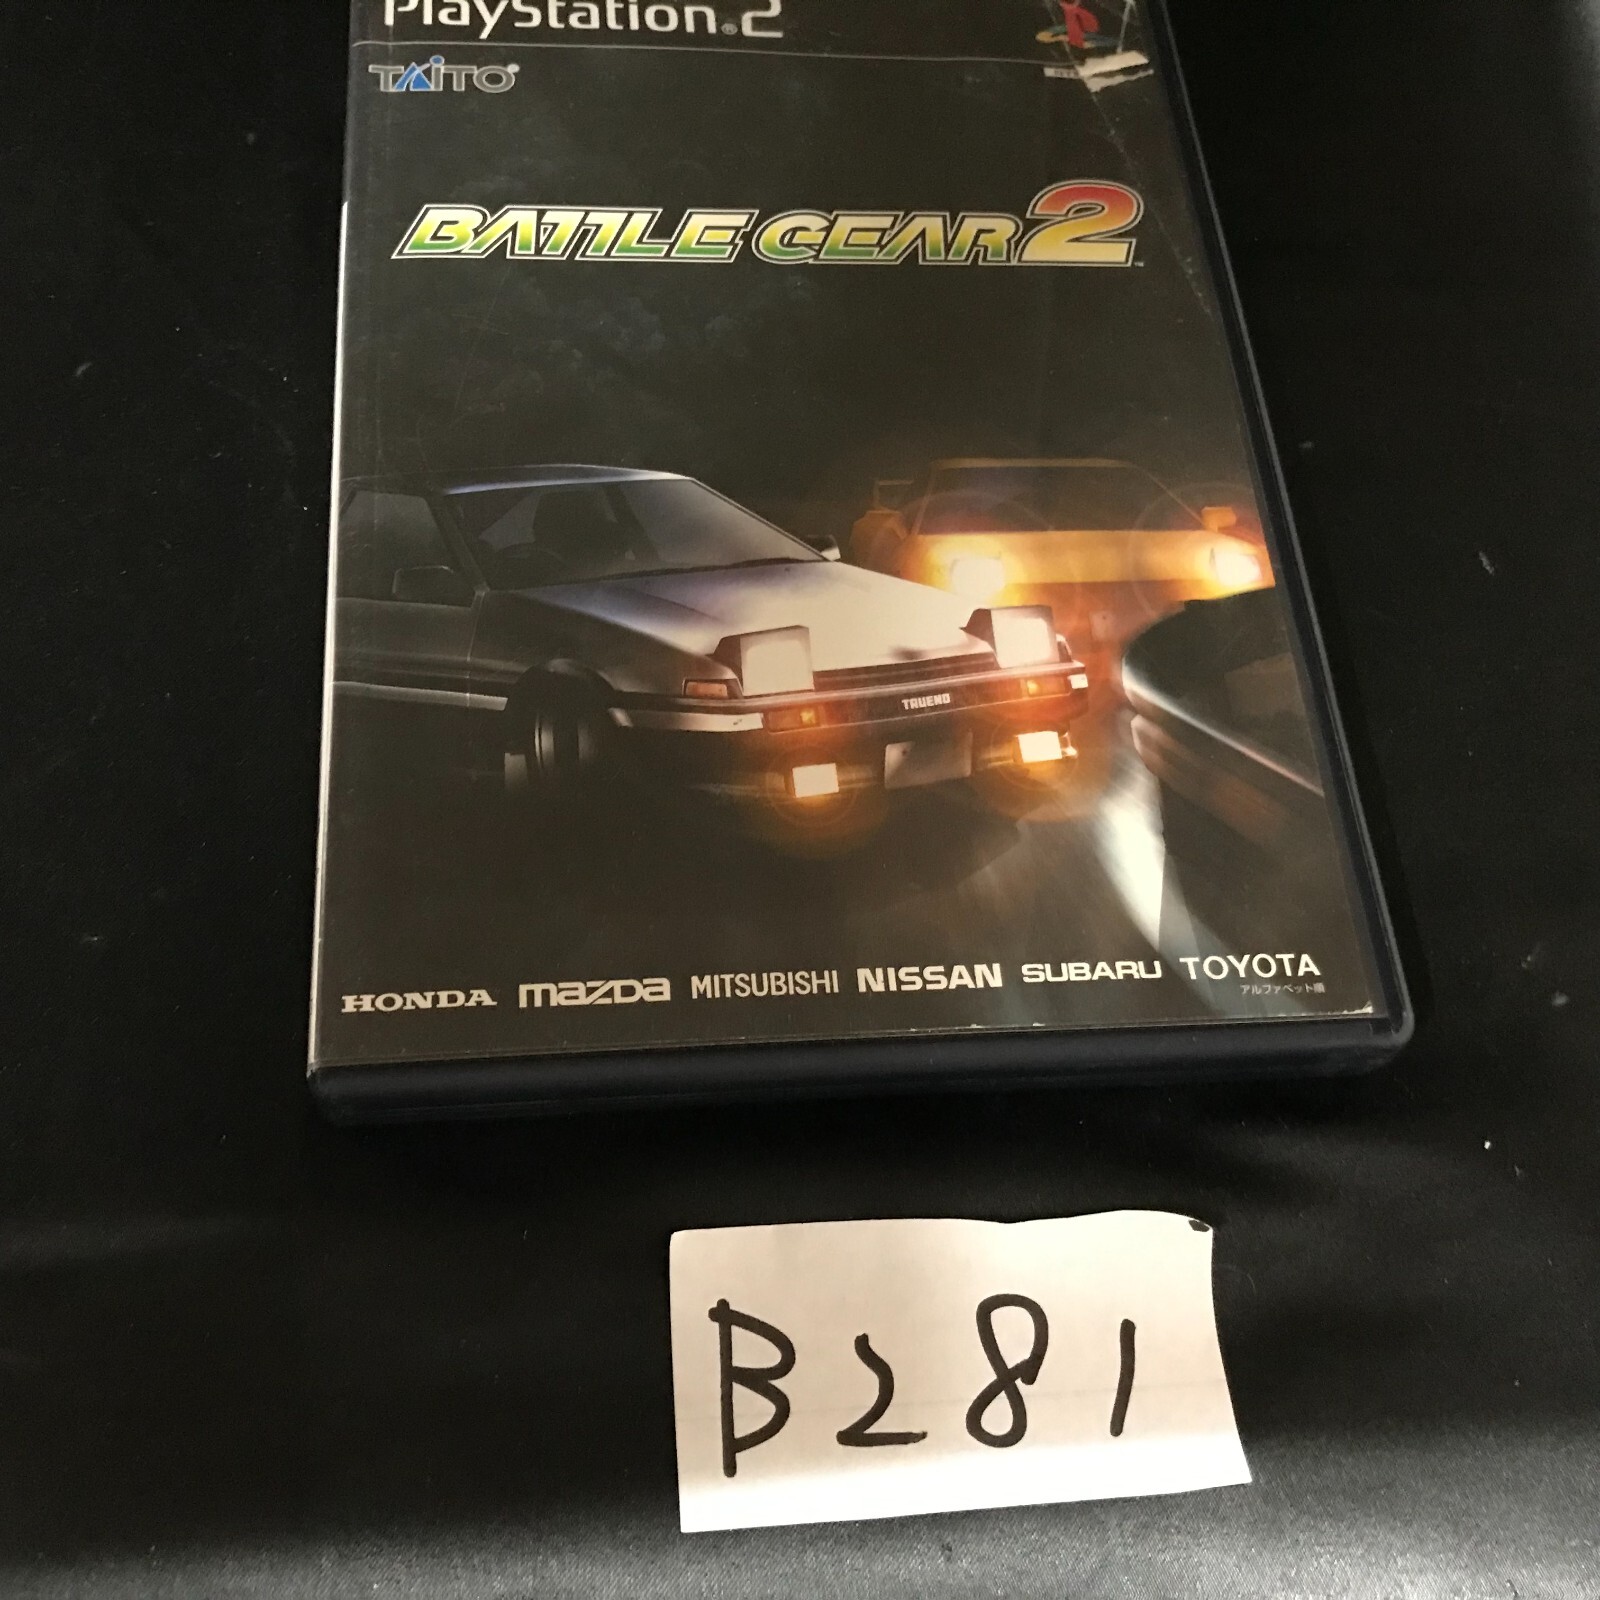 PlayStation®2
TAITO
BATTLE GEAR 2
TRUENO
HONDA mazda MITSUBISHI NISSAN SUBARU TOYOTA
アルファベット順
B281